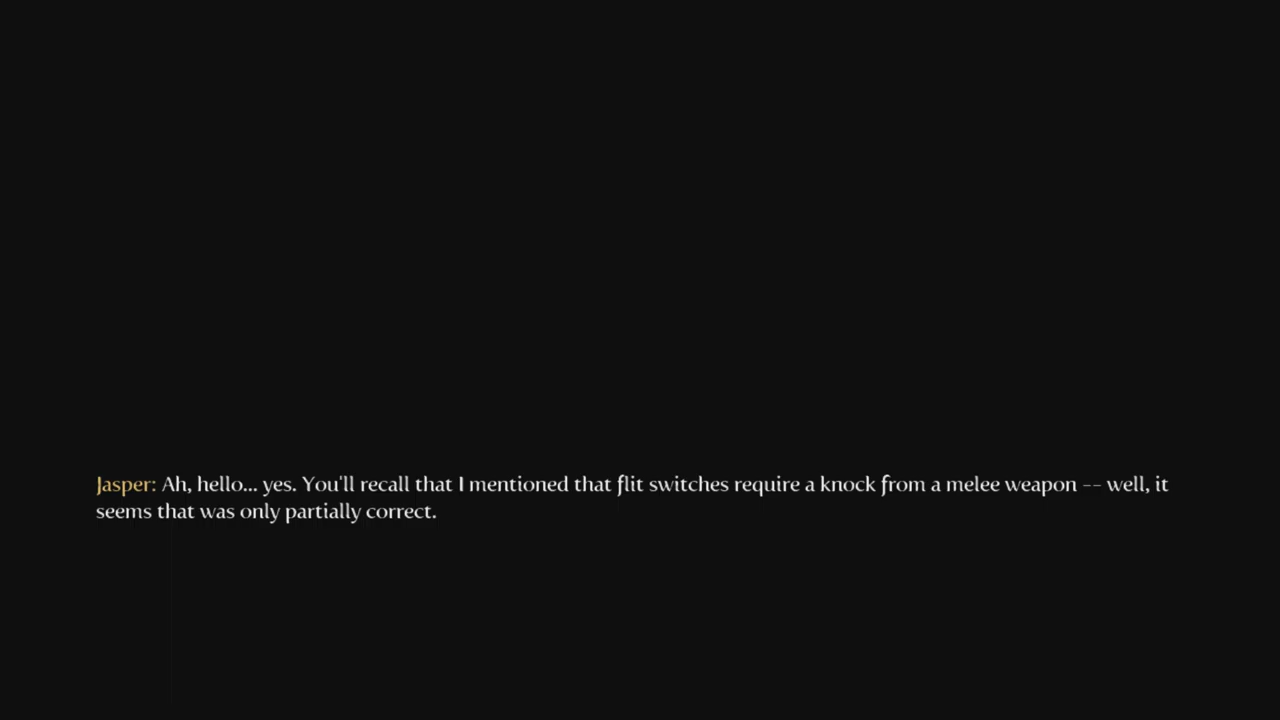 Jasper: Ah, hello... yes. You'll recall that I mentioned that flit switches require a knock from a melee weapon -- well, it
seems that was only partially correct.